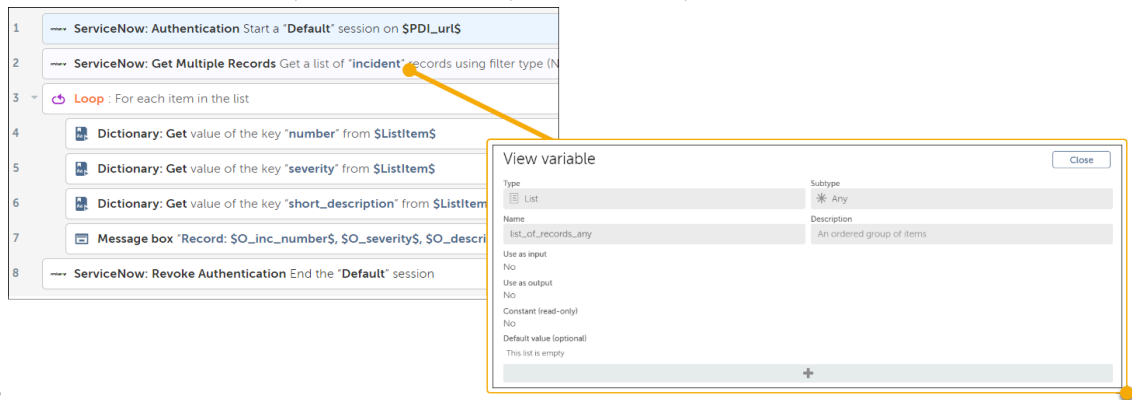 1 ServiceNow: Authentication Start a "Default" session on $PDI_url$
2 ServiceNow: Get Multiple Records Get a list of "incident" records using filter type (N
3 Loop : For each item in the list
4 Dictionary: Get value of the key "number" from $ListItem$
5 Dictionary: Get value of the key "severity" from $ListItem$
6 Dictionary: Get value of the key "short_description" from $ListItem
7 Message box "Record: $O_inc_number$, $O_severity$, $O_descri
8 ServiceNow: Revoke Authentication End the "Default" session
View variable
Close
Type
Subtype
List
Any
Name
Description
list_of_records_any
An ordered group of items
Use as input
No
Use as output
No
Constant (read-only)
No
Default value (optional)
This list is empty